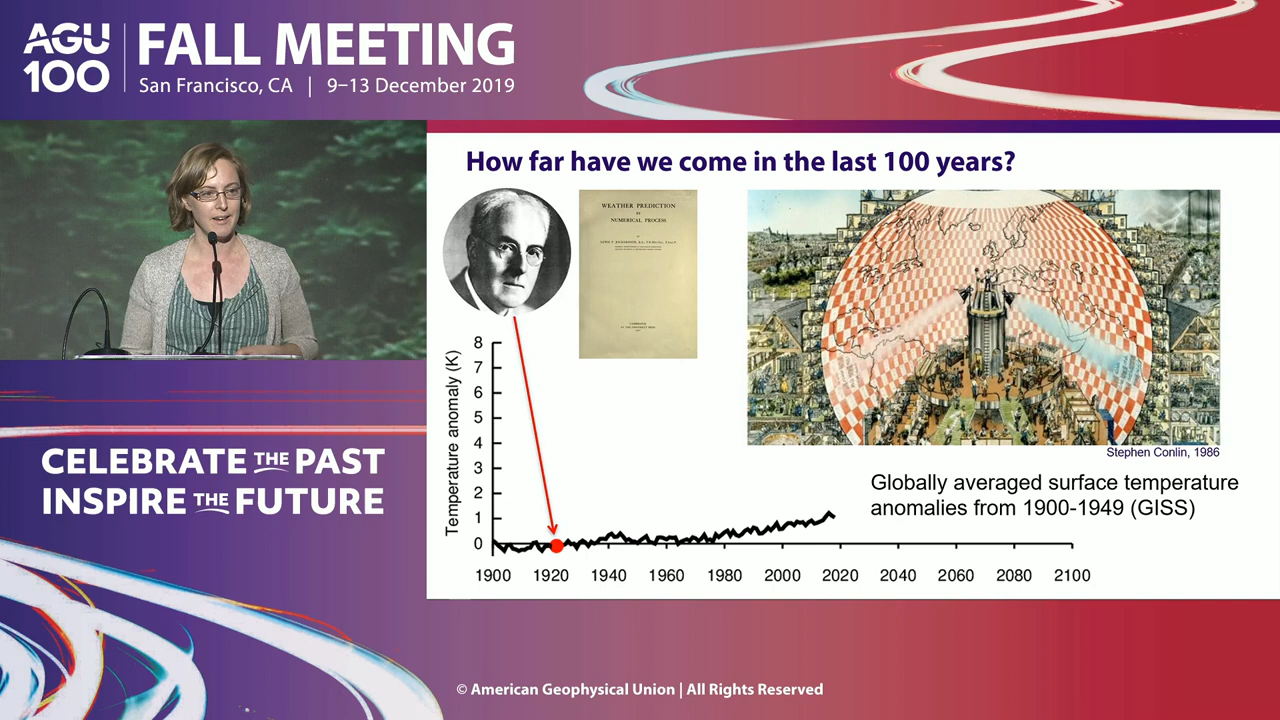 AGU
100
FALL MEETING
San Francisco, CA | 9–13 December 2019
How far have we come in the last 100 years?
WEATHER PREDICTION
BY
NUMERICAL PROCESS
BY
Stephen Conlin, 1986
Globally averaged surface temperature
anomalies from 1900-1949 (GISS)
Temperature anomaly (K)
8
7
6
5
4
3
2
1
0
1900 1920 1940 1960 1980 2000 2020 2040 2060 2080 2100
CELEBRATE THE PAST
INSPIRE THE FUTURE
© American Geophysical Union | All Rights Reserved